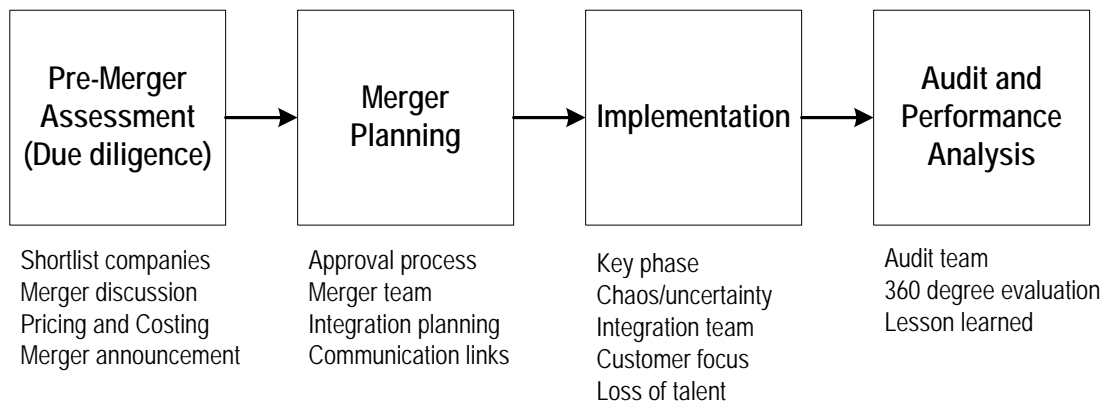 Pre-Merger
Assessment
(Due diligence)
Merger
Planning
Implementation
Audit and
Performance
Analysis
Shortlist companies
Merger discussion
Pricing and Costing
Merger announcement
Approval process
Merger team
Integration planning
Communication links
Key phase
Chaos/uncertainty
Integration team
Customer focus
Loss of talent
Audit team
360 degree evaluation
Lesson learned